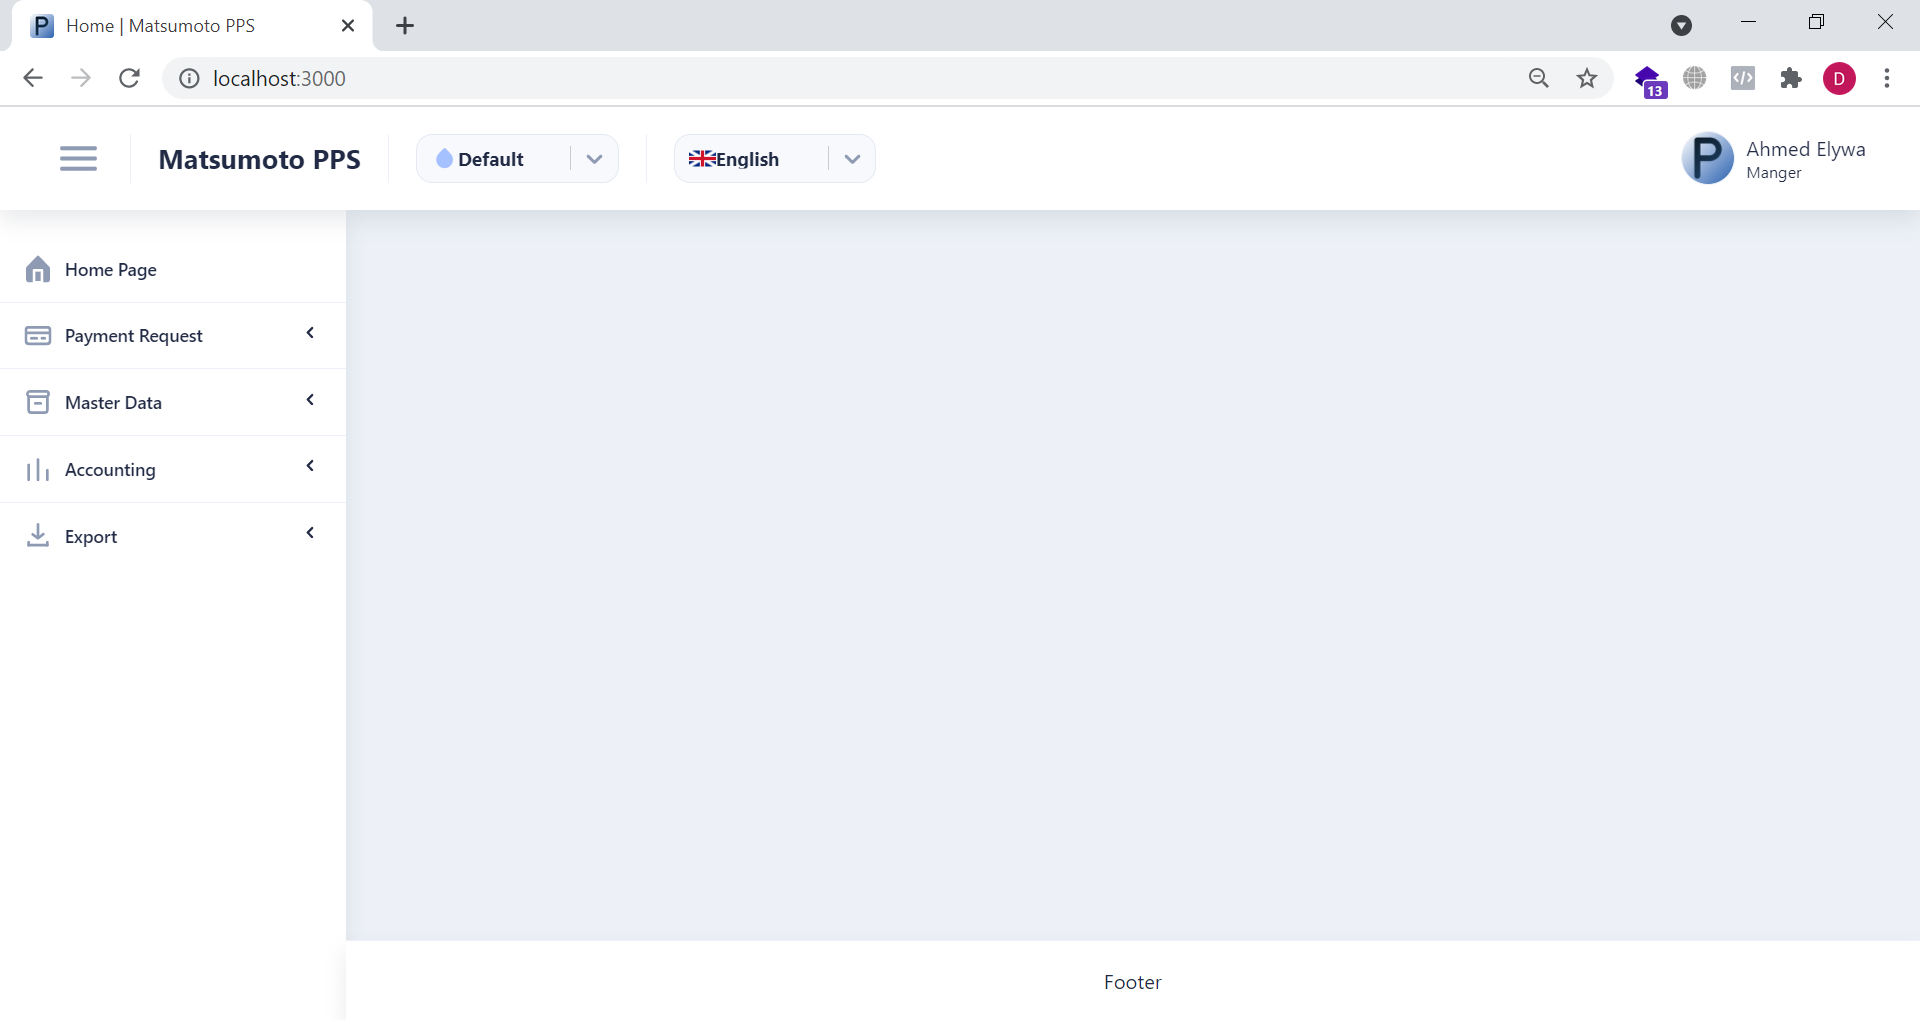 P Home | Matsumoto PPS
localhost:3000
13
D
Matsumoto PPS
Default
English
P
Ahmed Elywa
Manger
Home Page
Payment Request
Master Data
Accounting
Export
Footer